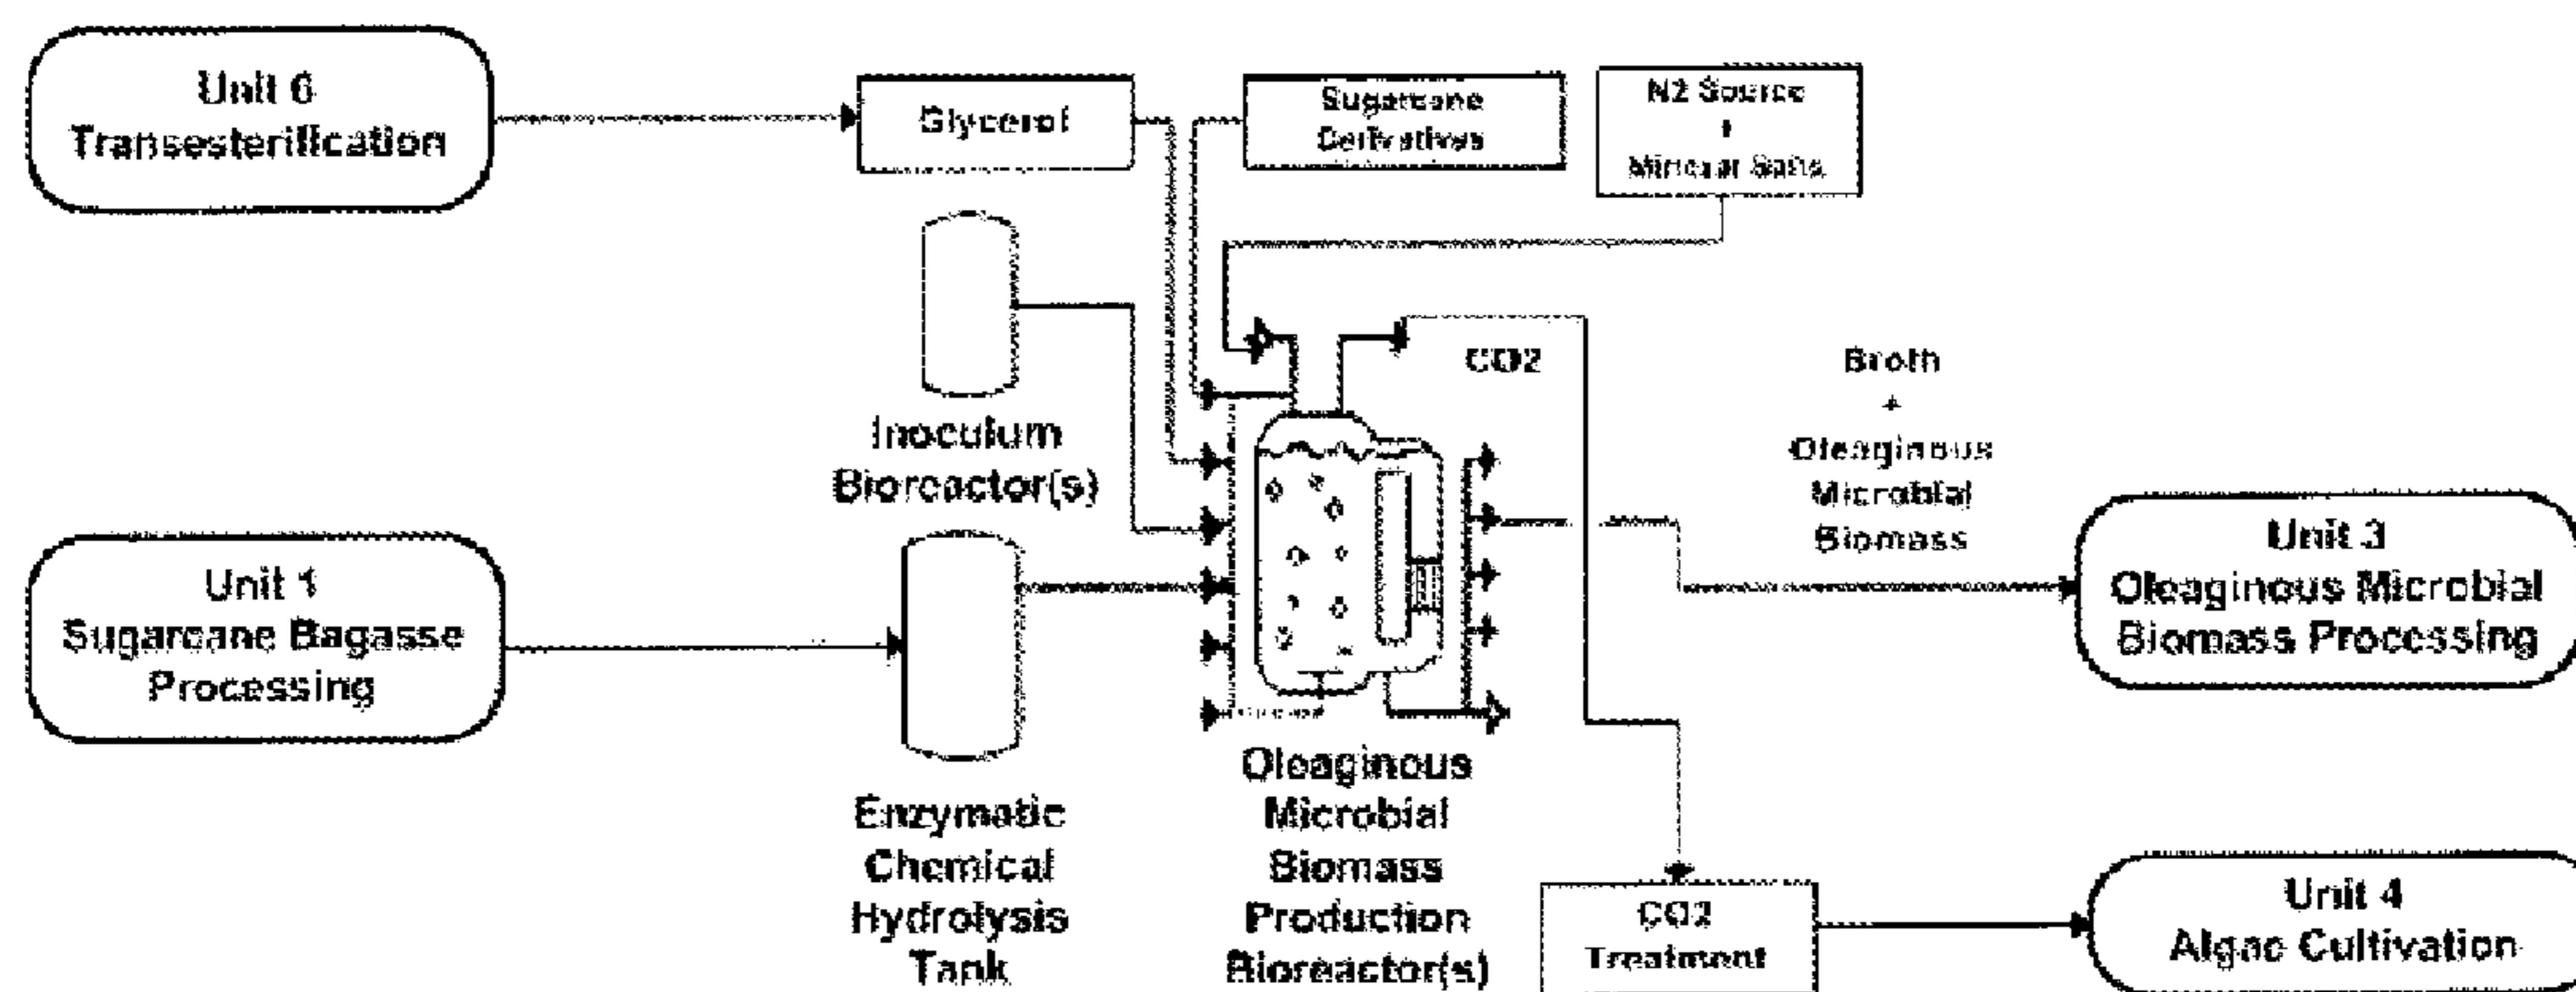 Unit 6
Transesterification
Glycerol
Sugarcane
Derivatives
N2 Source
+
Mineral Salts
Inoculum
Bioreactor(s)
CO2
Broth
+
Oleaginous
Microbial
Biomass
Unit 1
Sugarcane Bagasse
Processing
Unit 3
Oleaginous Microbial
Biomass Processing
Enzymatic
Chemical
Hydrolysis
Tank
Oleaginous
Microbial
Biomass
Production
Bioreactor(s)
CO2
Treatment
Unit 4
Algae Cultivation